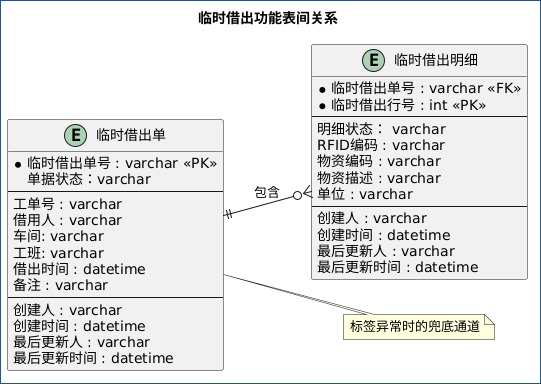 临时借出功能表间关系
E 临时借出单
* 临时借出单号 : varchar «PK»
单据状态：varchar
工单号 : varchar
借用人 : varchar
车间: varchar
工班: varchar
借出时间 : datetime
备注 : varchar
创建人 : varchar
创建时间 : datetime
最后更新人 : varchar
最后更新时间 : datetime
包含
E 临时借出明细
* 临时借出单号 : varchar «FK»
* 临时借出行号 : int «PK»
明细状态： varchar
RFID编码 : varchar
物资编码 : varchar
物资描述 : varchar
单位 : varchar
创建人 : varchar
创建时间 : datetime
最后更新人 : varchar
最后更新时间 : datetime
标签异常时的兜底通道